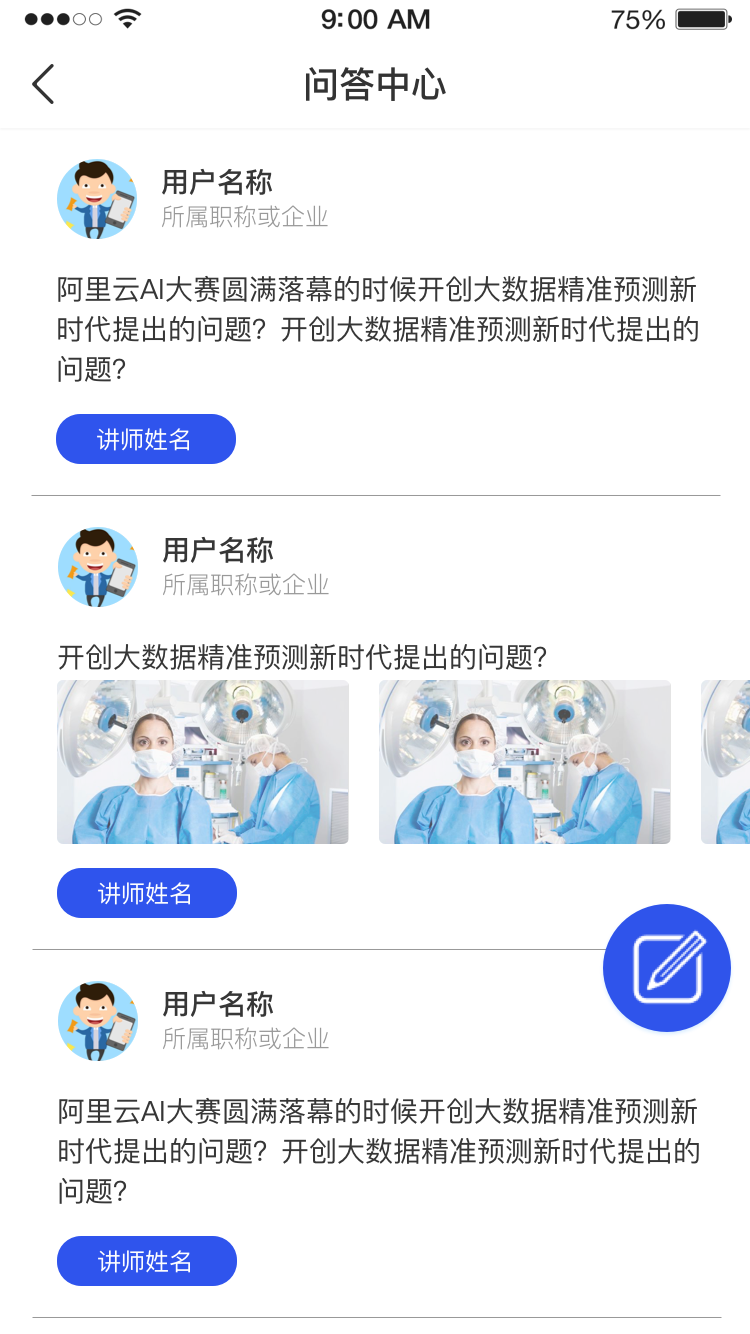 9:00 AM
75%
问答中心
用户名称
所属职称或企业
阿里云AI大赛圆满落幕的时候开创大数据精准预测新
时代提出的问题？开创大数据精准预测新时代提出的
问题?
讲师姓名
用户名称
所属职称或企业
开创大数据精准预测新时代提出的问题?
讲师姓名
用户名称
所属职称或企业
阿里云AI大赛圆满落幕的时候开创大数据精准预测新
时代提出的问题？开创大数据精准预测新时代提出的
问题?
讲师姓名